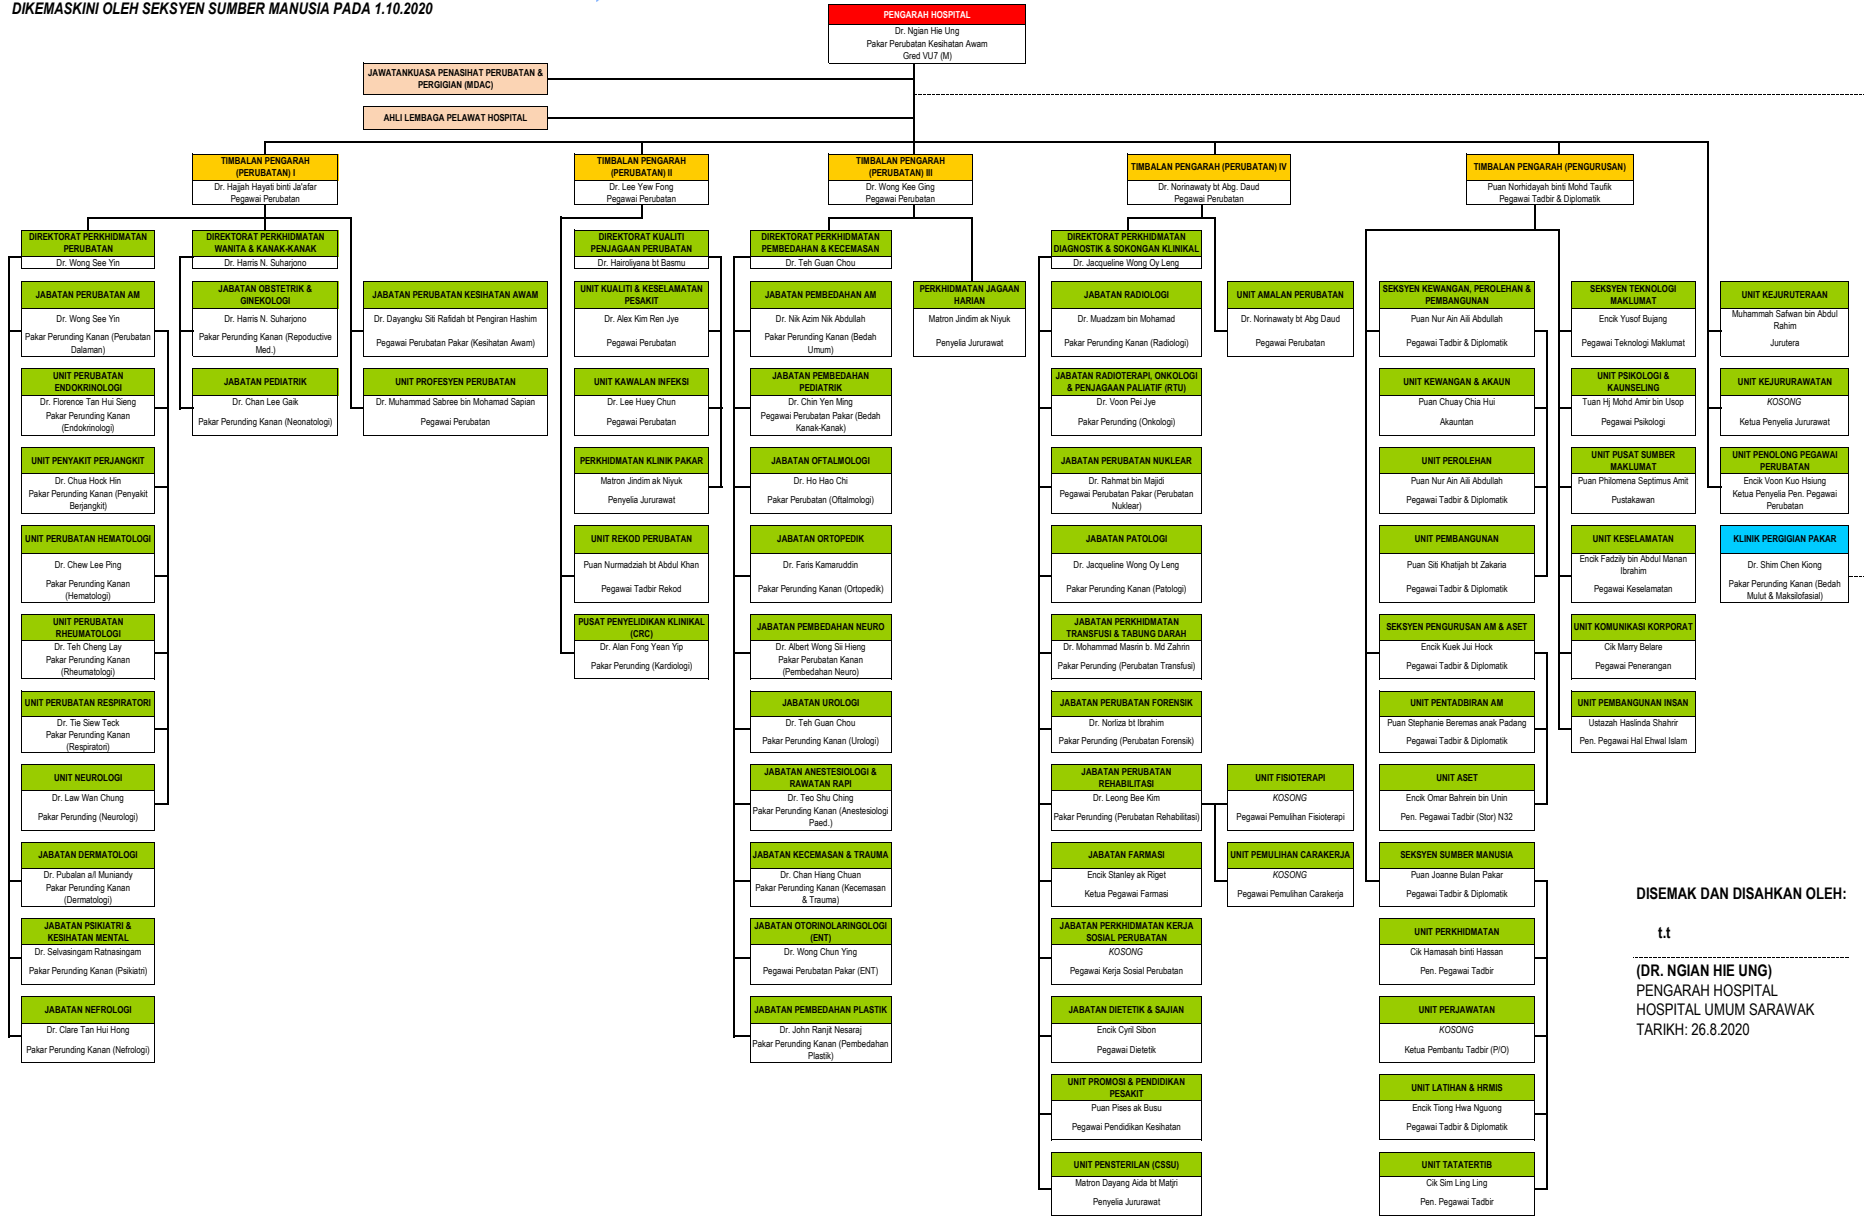 DIKEMASKINI OLEH SEKSYEN SUMBER MANUSIA PADA 1.10.2020
PENGARAH HOSPITAL
Dr. Ngian Hie Ung
Pakar Perubatan Kesihatan Awam
Gred VU7 (M)
JAWATANKUASA PENASIHAT PERUBATAN &
PERGIGIAN (MDAC)
AHLI LEMBAGA PELAWAT HOSPITAL
TIMBALAN PENGARAH
(PERUBATAN) I
Dr. Hajjah Hayati binti Ja'afar
Pegawai Perubatan
DIREKTORAT PERKHIDMATAN
PERUBATAN
Dr. Wong See Yin
JABATAN PERUBATAN AM
Dr. Wong See Yin
Pakar Perunding Kanan (Perubatan
Dalaman)
UNIT PERUBATAN
ENDOKRINOLOGI
Dr. Florence Tan Hui Sieng
Pakar Perunding Kanan
(Endokrinologi)
UNIT PENYAKIT PERJANGKIT
Dr. Chua Hock Hin
Pakar Perunding Kanan (Penyakit
Berjangkit)
UNIT PERUBATAN HEMATOLOGI
Dr. Chew Lee Ping
Pakar Perunding Kanan
(Hematologi)
UNIT PERUBATAN
RHEUMATOLOGI
Dr. Teh Cheng Lay
Pakar Perunding Kanan
(Rheumatologi)
UNIT PERUBATAN RESPIRATORI
Dr. Tie Siew Teck
Pakar Perunding Kanan
(Respiratori)
UNIT NEUROLOGI
Dr. Law Wan Chung
Pakar Perunding (Neurologi)
JABATAN DERMATOLOGI
Dr. Pubalan a/l Muniandy
Pakar Perunding Kanan
(Dermatologi)
JABATAN PSIKIATRI &
KESIHATAN MENTAL
Dr. Selvasingam Ratnasingam
Pakar Perunding Kanan (Psikiatri)
JABATAN NEFROLOGI
Dr. Clare Tan Hui Hong
Pakar Perunding Kanan (Nefrologi)
DIREKTORAT PERKHIDMATAN
WANITA & KANAK-KANAK
Dr. Harris N. Suharjono
JABATAN OBSTETRIK &
GINEKOLOGI
Dr. Harris N. Suharjono
Pakar Perunding Kanan (Repoductive
Med.)
JABATAN PEDIATRIK
Dr. Chan Lee Gaik
Pakar Perunding Kanan (Neonatologi)
JABATAN PERUBATAN KESIHATAN AWAM
Dr. Dayangku Siti Rafidah bt Pengiran Hashim
Pegawai Perubatan Pakar (Kesihatan Awam)
UNIT PROFESYEN PERUBATAN
Dr. Muhammad Sabree bin Mohamad Sapian
Pegawai Perubatan
TIMBALAN PENGARAH
(PERUBATAN) II
Dr. Lee Yew Fong
Pegawai Perubatan
DIREKTORAT KUALITI
PENJAGAAN PERUBATAN
Dr. Hairoliyana bt Basmu
UNIT KUALITI & KESELAMATAN
PESAKIT
Dr. Alex Kim Ren Jye
Pegawai Perubatan
UNIT KAWALAN INFEKSI
Dr. Lee Huey Chun
Pegawai Perubatan
PERKHIDMATAN KLINIK PAKAR
Matron Jindim ak Niyuk
Penyelia Jururawat
UNIT REKOD PERUBATAN
Puan Nurmadziah bt Abdul Khan
Pegawai Tadbir Rekod
PUSAT PENYELIDIKAN KLINIKAL
(CRC)
Dr. Alan Fong Yean Yip
Pakar Perunding (Kardiologi)
TIMBALAN PENGARAH
(PERUBATAN) III
Dr. Wong Kee Ging
Pegawai Perubatan
DIREKTORAT PERKHIDMATAN
PEMBEDAHAN & KECEMASAN
Dr. Teh Guan Chou
JABATAN PEMBEDAHAN AM
Dr. Nik Azim Nik Abdullah
Pakar Perunding Kanan (Bedah
Umum)
JABATAN PEMBEDAHAN
PEDIATRIK
Dr. Chin Yen Ming
Pegawai Perubatan Pakar (Bedah
Kanak-Kanak)
JABATAN OFTALMOLOGI
Dr. Ho Hao Chi
Pakar Perubatan (Oftalmologi)
JABATAN ORTOPEDIK
Dr. Faris Kamaruddin
Pakar Perunding Kanan (Ortopedik)
JABATAN PEMBEDAHAN NEURO
Dr. Albert Wong Sii Hieng
Pakar Perubatan Kanan
(Pembedahan Neuro)
JABATAN UROLOGI
Dr. Teh Guan Chou
Pakar Perunding Kanan (Urologi)
JABATAN ANESTESIOLOGI &
RAWATAN RAPI
Dr. Teo Shu Ching
Pakar Perunding Kanan (Anestesiologi
Paed.)
JABATAN KECEMASAN & TRAUMA
Dr. Chan Hiang Chuan
Pakar Perunding Kanan (Kecemasan
& Trauma)
JABATAN OTORINOLARINGOLOGI
(ENT)
Dr. Wong Chun Ying
Pegawai Perubatan Pakar (ENT)
JABATAN PEMBEDAHAN PLASTIK
Dr. John Ranjit Nesaraj
Pakar Perunding Kanan (Pembedahan
Plastik)
PERKHIDMATAN JAGAAN
HARIAN
Matron Jindim ak Niyuk
Penyelia Jururawat
TIMBALAN PENGARAH (PERUBATAN) IV
Dr. Norinawaty bt Abg. Daud
Pegawai Perubatan
DIREKTORAT PERKHIDMATAN
DIAGNOSTIK & SOKONGAN KLINIKAL
Dr. Jacqueline Wong Oy Leng
JABATAN RADIOLOGI
Dr. Muadzam bin Mohamad
Pakar Perunding Kanan (Radiologi)
JABATAN RADIOTERAPI, ONKOLOGI
& PENJAGAAN PALIATIF (RTU)
Dr. Voon Pei Jye
Pakar Perunding (Onkologi)
JABATAN PERUBATAN NUKLEAR
Dr. Rahmat bin Majidi
Pegawai Perubatan Pakar (Perubatan
Nuklear)
JABATAN PATOLOGI
Dr. Jacqueline Wong Oy Leng
Pakar Perunding Kanan (Patologi)
JABATAN PERKHIDMATAN
TRANSFUSI & TABUNG DARAH
Dr. Mohammad Masrin b. Md Zahrin
Pakar Perunding (Perubatan Transfusi)
JABATAN PERUBATAN FORENSIK
Dr. Norliza bt Ibrahim
Pakar Perunding (Perubatan Forensik)
JABATAN PERUBATAN
REHABILITASI
Dr. Leong Bee Kim
Pakar Perunding (Perubatan Rehabilitasi)
JABATAN FARMASI
Encik Stanley ak Riget
Ketua Pegawai Farmasi
JABATAN PERKHIDMATAN KERJA
SOSIAL PERUBATAN
KOSONG
Pegawai Kerja Sosial Perubatan
JABATAN DIETETIK & SAJIAN
Encik Cyril Sibon
Pegawai Dietetik
UNIT PROMOSI & PENDIDIKAN
PESAKIT
Puan Pises ak Busu
Pegawai Pendidikan Kesihatan
UNIT PENSTERILAN (CSSU)
Matron Dayang Aida bt Matjri
Penyelia Jururawat
UNIT AMALAN PERUBATAN
Dr. Norinawaty bt Abg Daud
Pegawai Perubatan
UNIT FISIOTERAPI
KOSONG
Pegawai Pemulihan Fisioterapi
UNIT PEMULIHAN CARAKERJA
KOSONG
Pegawai Pemulihan Carakerja
TIMBALAN PENGARAH (PENGURUSAN)
Puan Norhidayah binti Mohd Taufik
Pegawai Tadbir & Diplomatik
SEKSYEN KEWANGAN, PEROLEHAN &
PEMBANGUNAN
Puan Nur Ain Aili Abdullah
Pegawai Tadbir & Diplomatik
UNIT KEWANGAN & AKAUN
Puan Chuay Chia Hui
Akauntan
UNIT PEROLEHAN
Puan Nur Ain Aili Abdullah
Pegawai Tadbir & Diplomatik
UNIT PEMBANGUNAN
Puan Siti Khatijah bt Zakaria
Pegawai Tadbir & Diplomatik
SEKSYEN PENGURUSAN AM & ASET
Encik Kuek Jui Hock
Pegawai Tadbir & Diplomatik
UNIT PENTADBIRAN AM
Puan Stephanie Beremas anak Padang
Pegawai Tadbir & Diplomatik
UNIT ASET
Encik Omar Bahrein bin Unin
Pen. Pegawai Tadbir (Stor) N32
SEKSYEN SUMBER MANUSIA
Puan Joanne Bulan Pakar
Pegawai Tadbir & Diplomatik
UNIT PERKHIDMATAN
Cik Hamasah binti Hassan
Pen. Pegawai Tadbir
UNIT PERJAWATAN
KOSONG
Ketua Pembantu Tadbir (P/O)
UNIT LATIHAN & HRMIS
Encik Tiong Hwa Nguong
Pegawai Tadbir & Diplomatik
UNIT TATATERTIB
Cik Sim Ling Ling
Pen. Pegawai Tadbir
SEKSYEN TEKNOLOGI
MAKLUMAT
Encik Yusof Bujang
Pegawai Teknologi Maklumat
UNIT PSIKOLOGI &
KAUNSELING
Tuan Hj Mohd Amir bin Usop
Pegawai Psikologi
UNIT PUSAT SUMBER
MAKLUMAT
Puan Philomena Septimus Amit
Pustakawan
UNIT KESELAMATAN
Encik Fadzily bin Abdul Manan
Ibrahim
Pegawai Keselamatan
UNIT KOMUNIKASI KORPORAT
Cik Marry Belare
Pegawai Penerangan
UNIT PEMBANGUNAN INSAN
Ustazah Haslinda Shahrir
Pen. Pegawai Hal Ehwal Islam
UNIT KEJURUTERAAN
Muhammah Safwan bin Abdul
Rahim
Jurutera
UNIT KEJURURAWATAN
KOSONG
Ketua Penyelia Jururawat
UNIT PENOLONG PEGAWAI
PERUBATAN
Encik Voon Kuo Hsiung
Ketua Penyelia Pen. Pegawai
Perubatan
KLINIK PERGIGIAN PAKAR
Dr. Shim Chen Kiong
Pakar Perunding Kanan (Bedah
Mulut & Maksilofasial)
DISEMAK DAN DISAHKAN OLEH:
t.t
(DR. NGIAN HIE UNG)
PENGARAH HOSPITAL
HOSPITAL UMUM SARAWAK
TARIKH: 26.8.2020